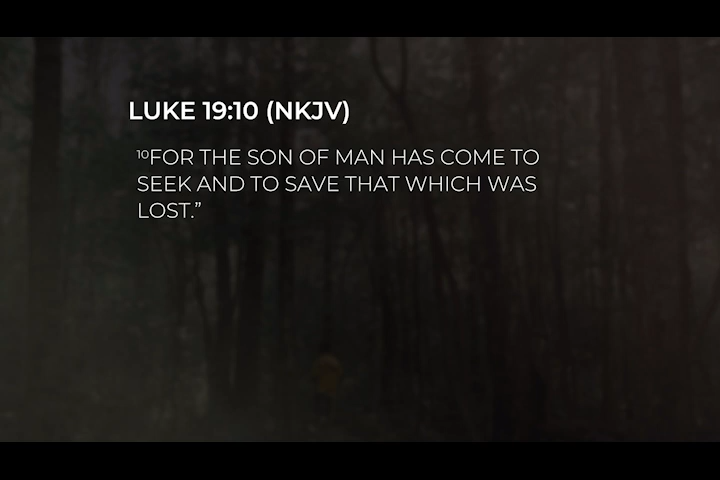 LUKE 19:10 (NKJV)
¹⁰FOR THE SON OF MAN HAS COME TO
SEEK AND TO SAVE THAT WHICH WAS
LOST.”